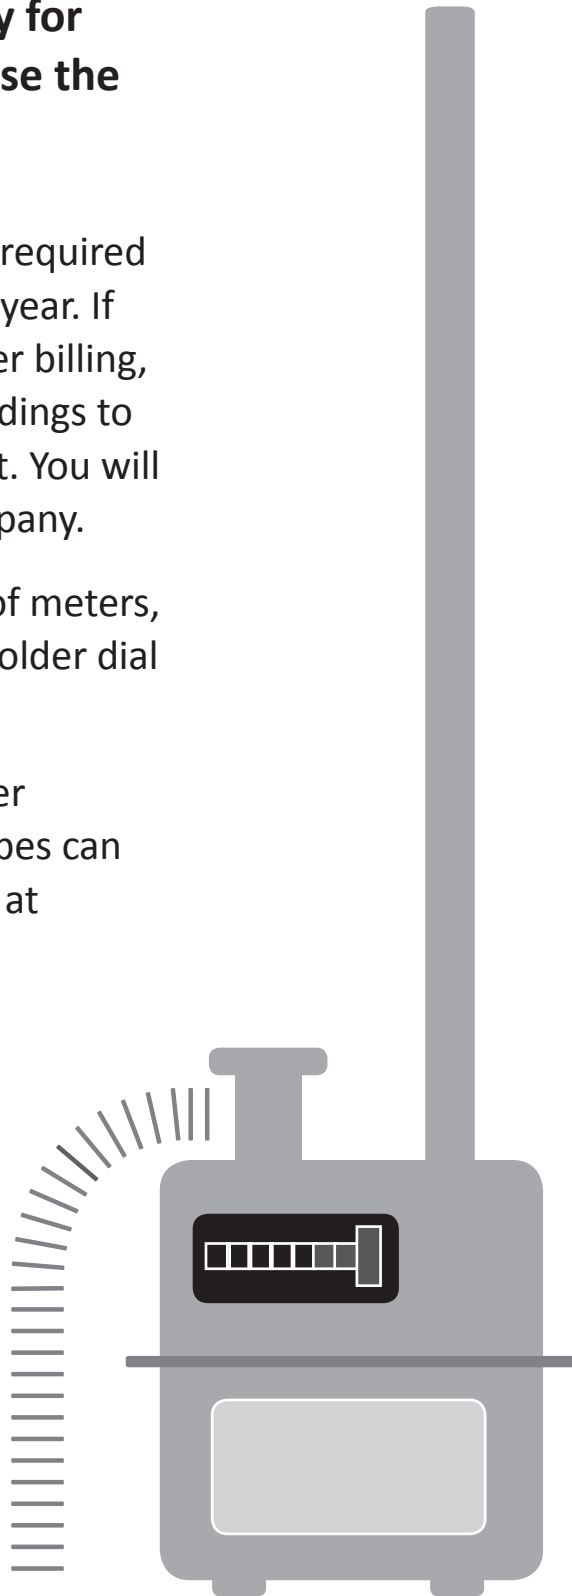 y for
se the
required
year. If
er billing,
dings to
t. You will
pany.
of meters,
older dial
er
pes can
at